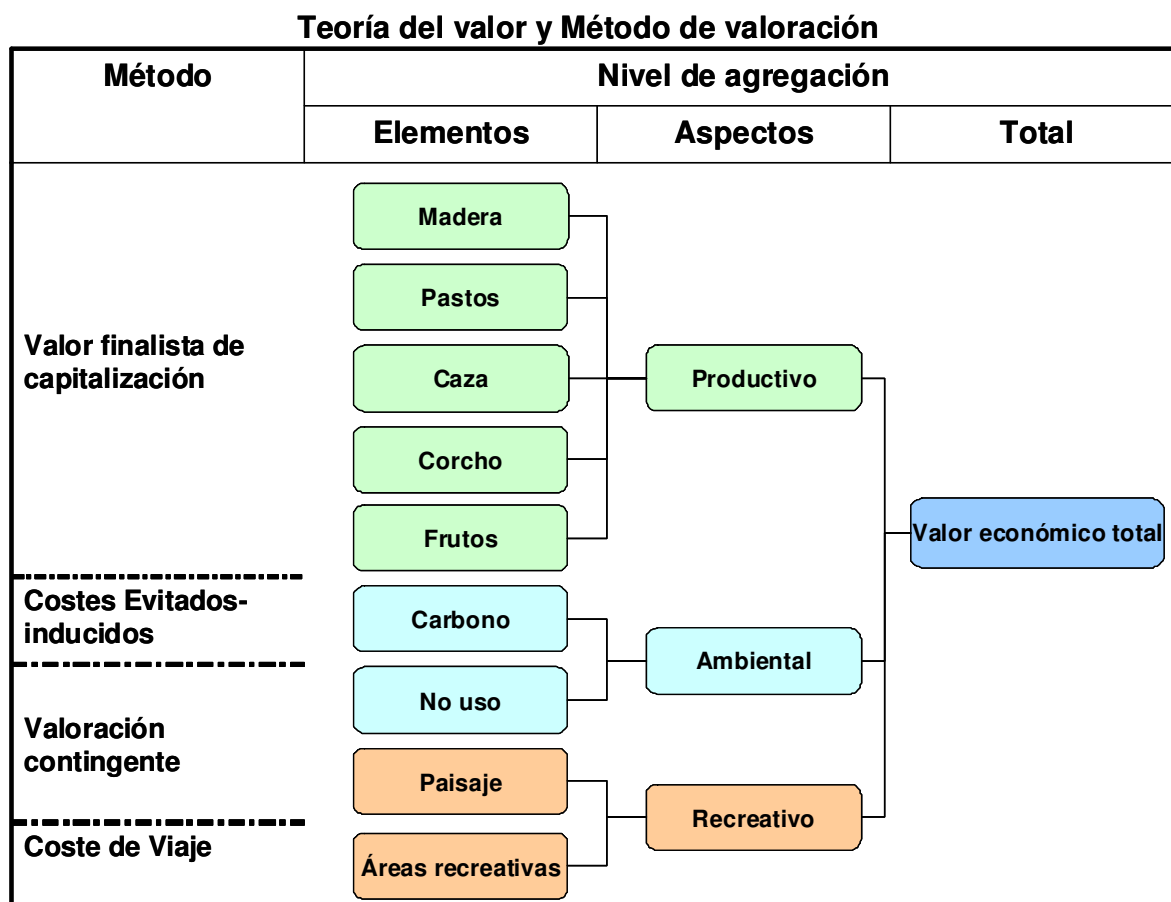 Teoría del valor y Método de valoración
Método
Nivel de agregación
Elementos
Aspectos
Total
Valor finalista de
capitalización
Madera
Pastos
Caza
Corcho
Frutos
Productivo
Valor económico total
Costes Evitados-
inducidos
Carbono
No uso
Ambiental
Valoración
contingente
Paisaje
Recreativo
Coste de Viaje
Áreas recreativas